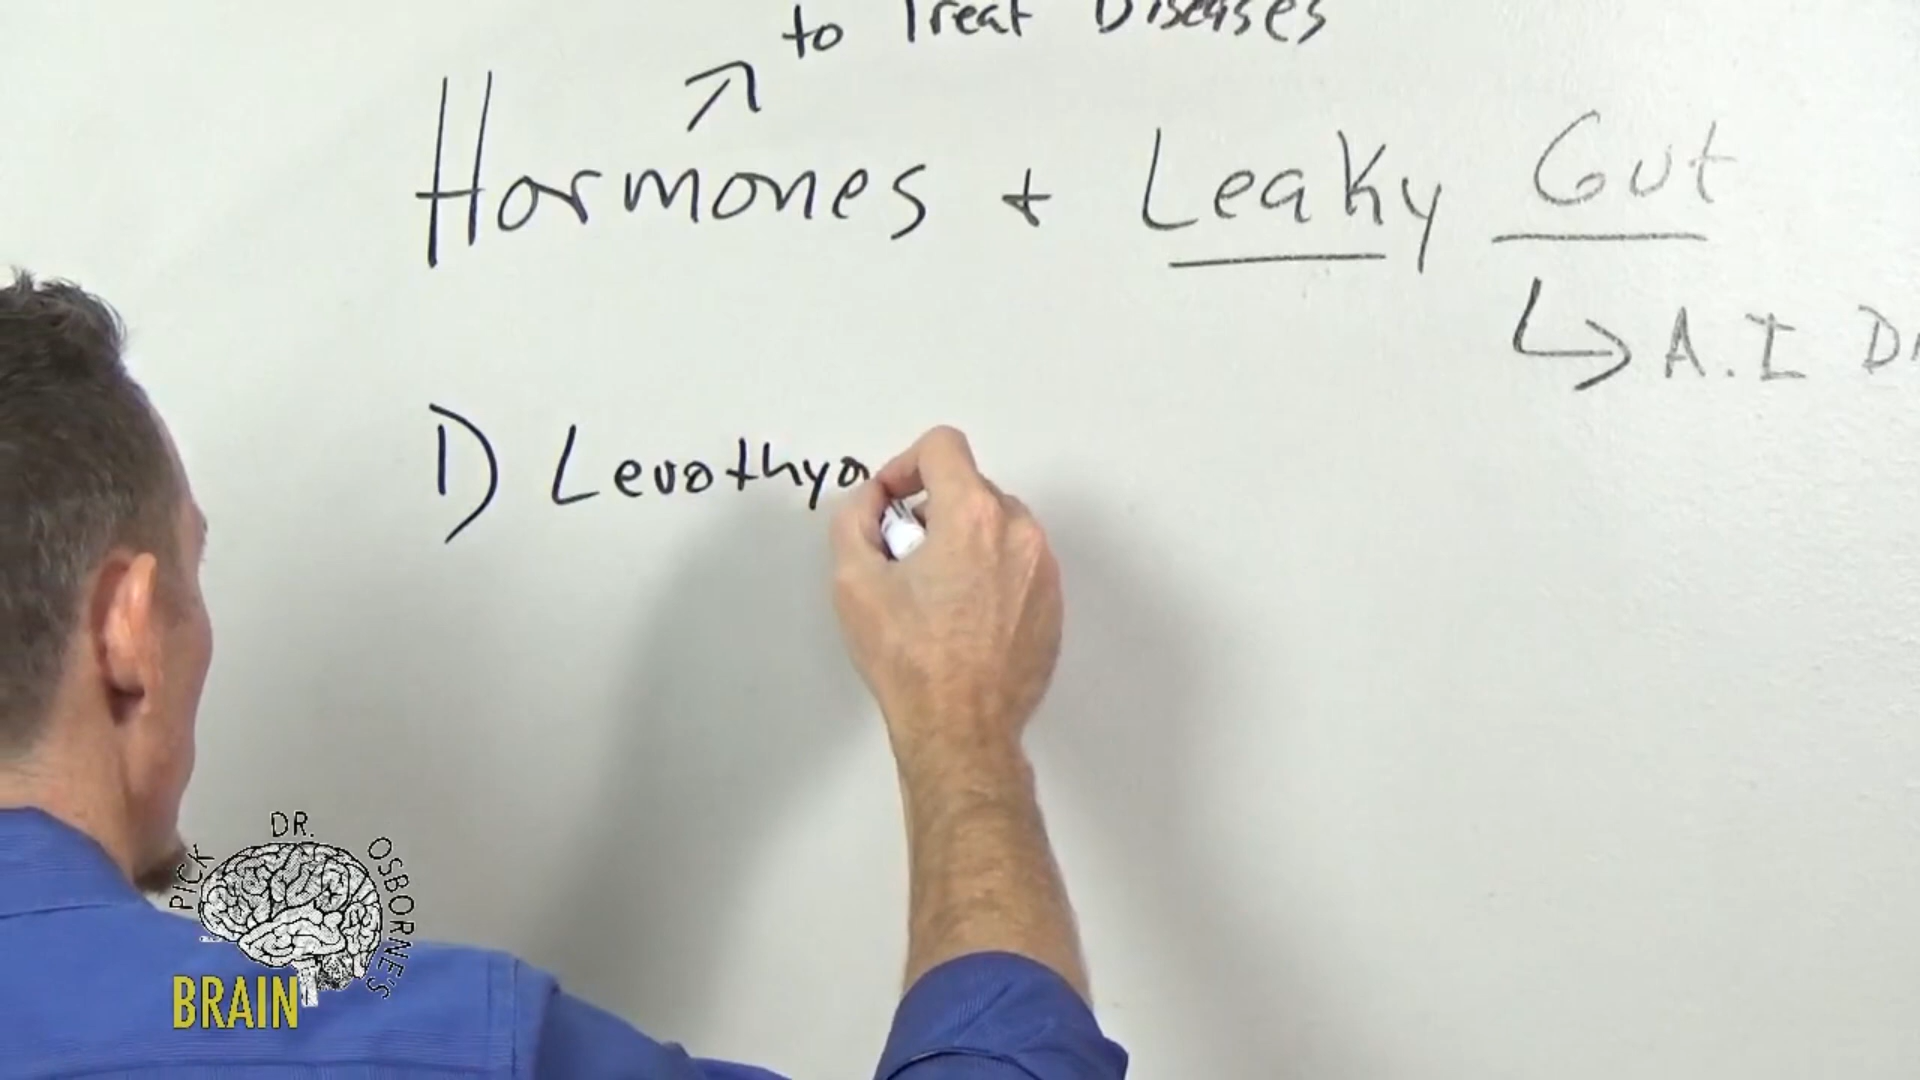 to Treat Diseases
Hormones + Leaky Gut
A.I D
1) Levothyo
PICK DR. OSBORNE'S
BRAIN